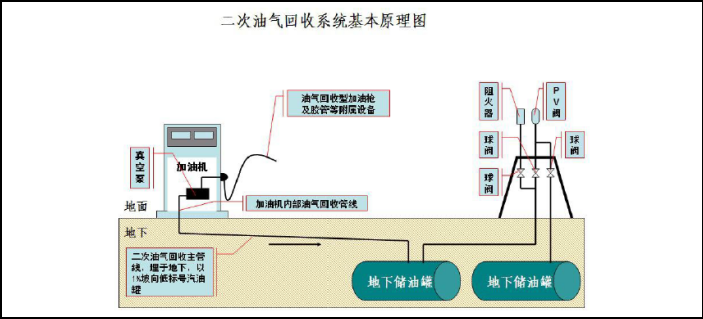 二次油气回收系统基本原理图
油气回收型加油枪
及胶管等附属设备
阻
火
器
P
V
阀
球
阀
球
阀
球
阀
真
空
泵
加油机
地面
加油机内部油气回收管线
地下
二次油气回收主管
线，埋于地下，以
1%坡向低标号汽油
罐
地下储油罐
地下储油罐